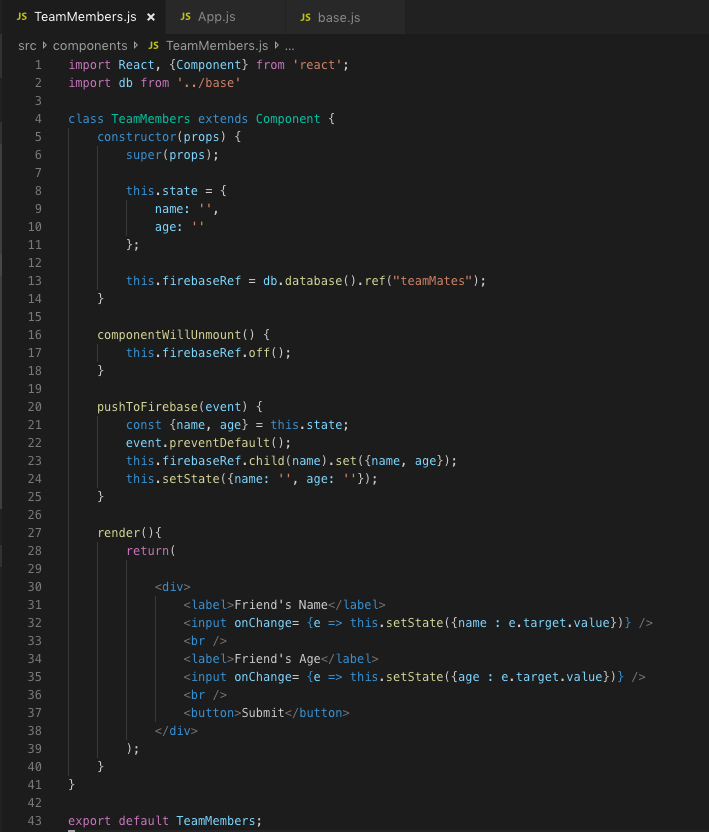 JS TeamMembers.js × JS App.js JS base.js
src components JS TeamMembers.js ...
1 import React, {Component} from 'react';
2 import db from '../base'
3
4 class TeamMembers extends Component {
5 constructor(props) {
6 super(props);
7
8 this.state = {
9 name: '',
10 age: ''
11 };
12
13 this.firebaseRef = db.database().ref("teamMates");
14 }
15
16 componentWillUnmount() {
17 this.firebaseRef.off();
18 }
19
20 pushToFirebase(event) {
21 const {name, age} = this.state;
22 event.preventDefault();
23 this.firebaseRef.child(name).set({name, age});
24 this.setState({name: '', age: ''});
25 }
26
27 render(){
28 return(
29
30 <div>
31 <label>Friend's Name</label>
32 <input onChange= {e => this.setState({name : e.target.value})} />
33 <br />
34 <label>Friend's Age</label>
35 <input onChange= {e => this.setState({age : e.target.value})} />
36 <br />
37 <button>Submit</button>
38 </div>
39 );
40 }
41 }
42
43 export default TeamMembers;